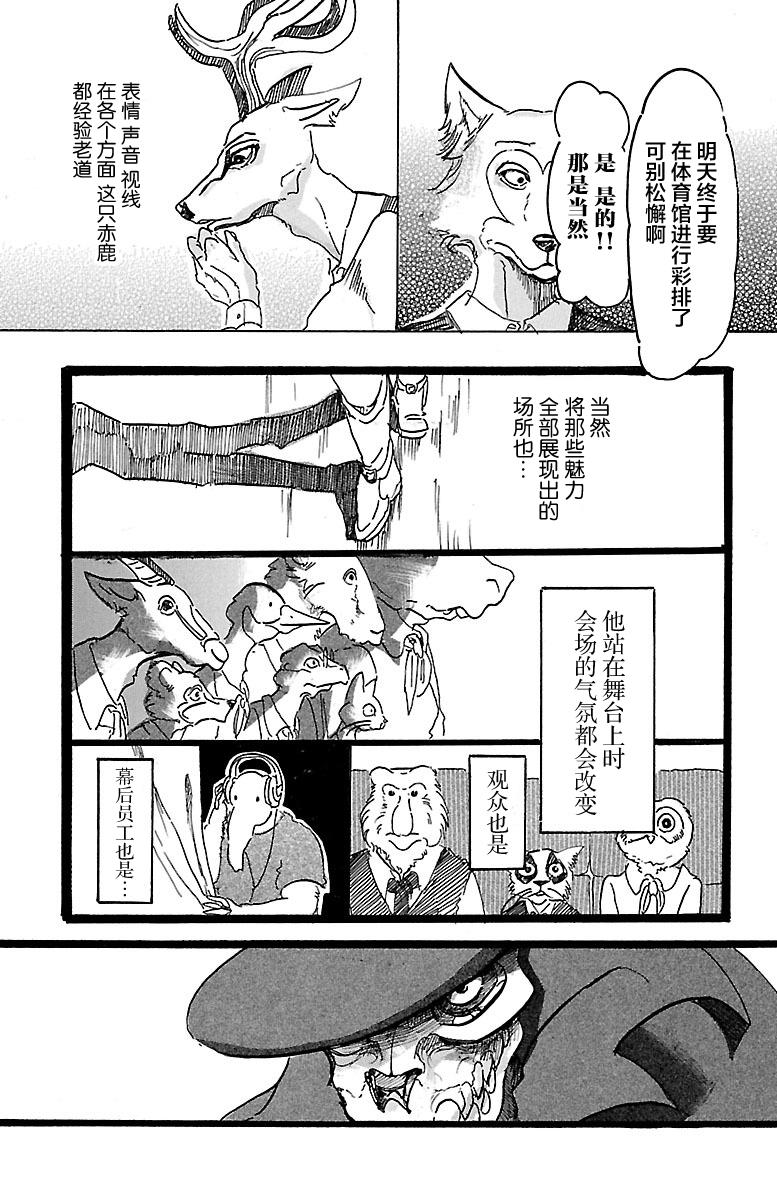 明天终于要
在体育馆进行彩排了
可别松懈啊
是 是的!!
那是当然
表情 声音 视线
在各个方面 这只赤鹿
都经验老道
当然
将那些魅力
全部展现出的
场所也…
他站在舞台上时
会场的气氛都会改变
观众也是
幕后员工也是…